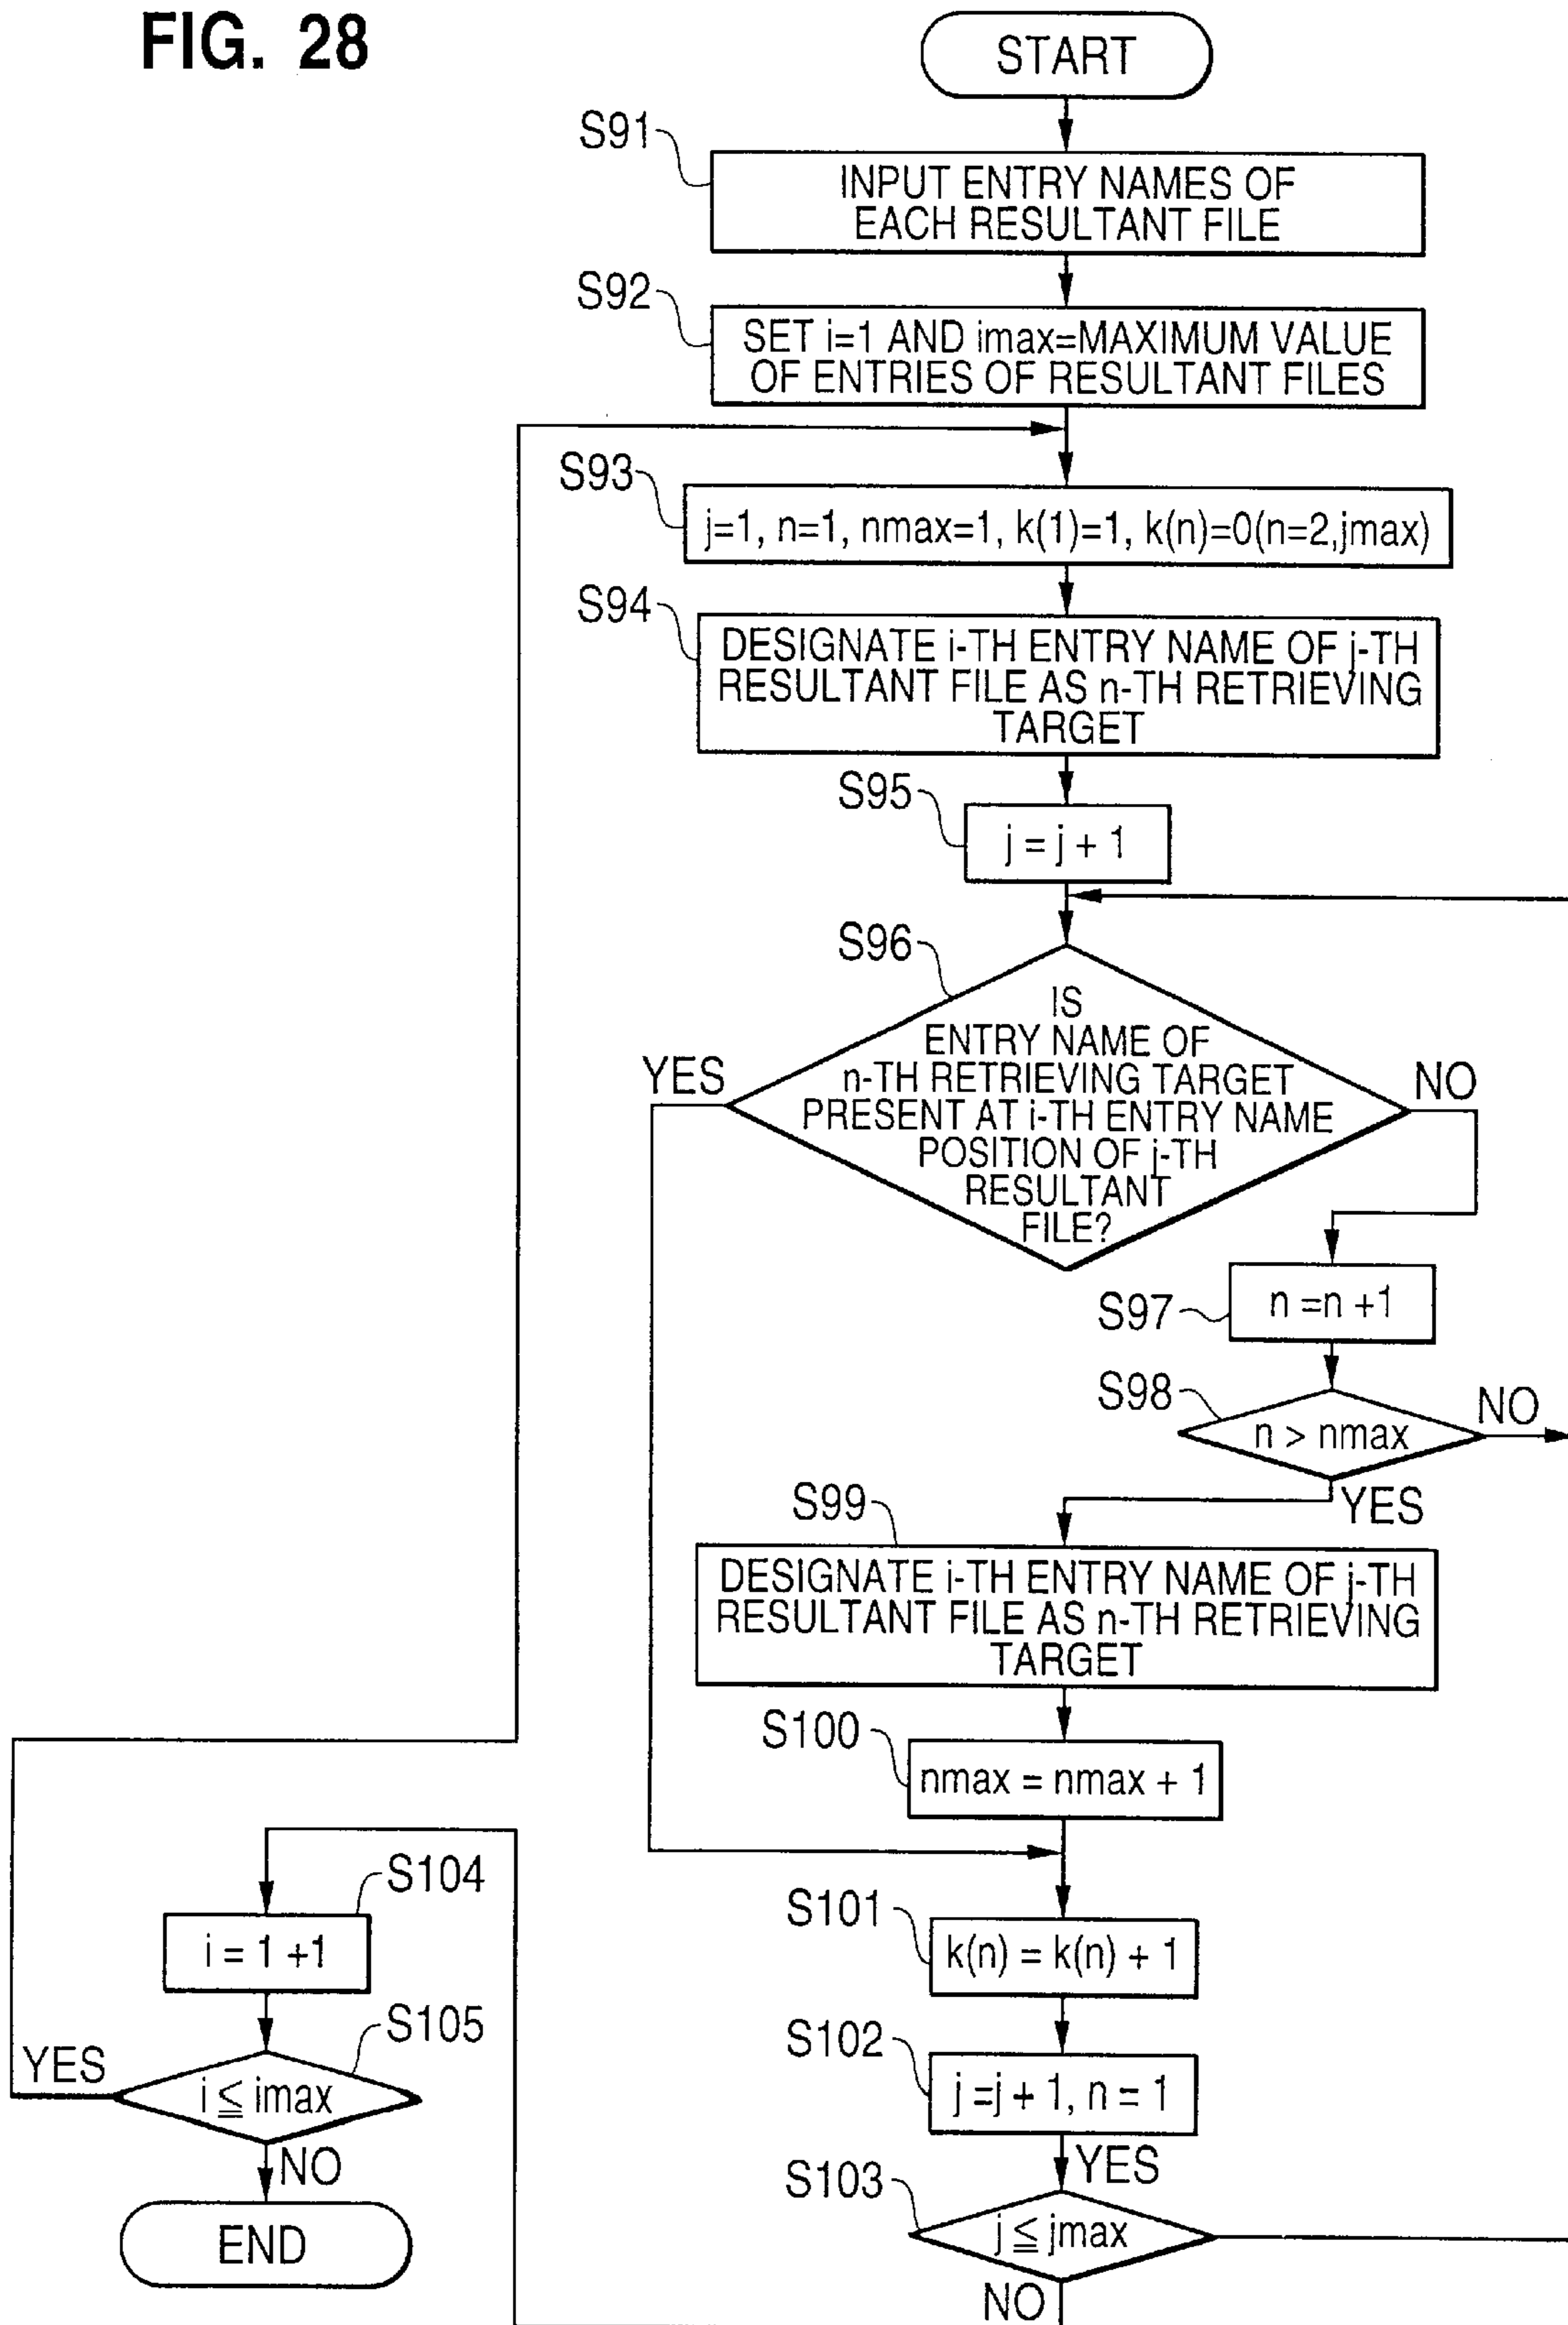 FIG. 28
START
S91
INPUT ENTRY NAMES OF
EACH RESULTANT FILE
S92
SET i=1 AND imax=MAXIMUM VALUE
OF ENTRIES OF RESULTANT FILES
S93
j=1, n=1, nmax=1, k(1)=1, k(n)=0(n=2,jmax)
S94
DESIGNATE i-TH ENTRY NAME OF j-TH
RESULTANT FILE AS n-TH RETRIEVING
TARGET
S95
j = j + 1
S96
IS
ENTRY NAME OF
n-TH RETRIEVING TARGET
PRESENT AT i-TH ENTRY NAME
POSITION OF j-TH
RESULTANT
FILE?
YES
NO
S97
n =n +1
S98
n > nmax
NO
YES
S99
DESIGNATE i-TH ENTRY NAME OF j-TH
RESULTANT FILE AS n-TH RETRIEVING
TARGET
S100
nmax = nmax + 1
S101
k(n) = k(n) + 1
S102
j =j + 1, n = 1
YES
S103
j ≦ jmax
NO
S104
i = 1 +1
S105
YES
i ≦ imax
NO
END